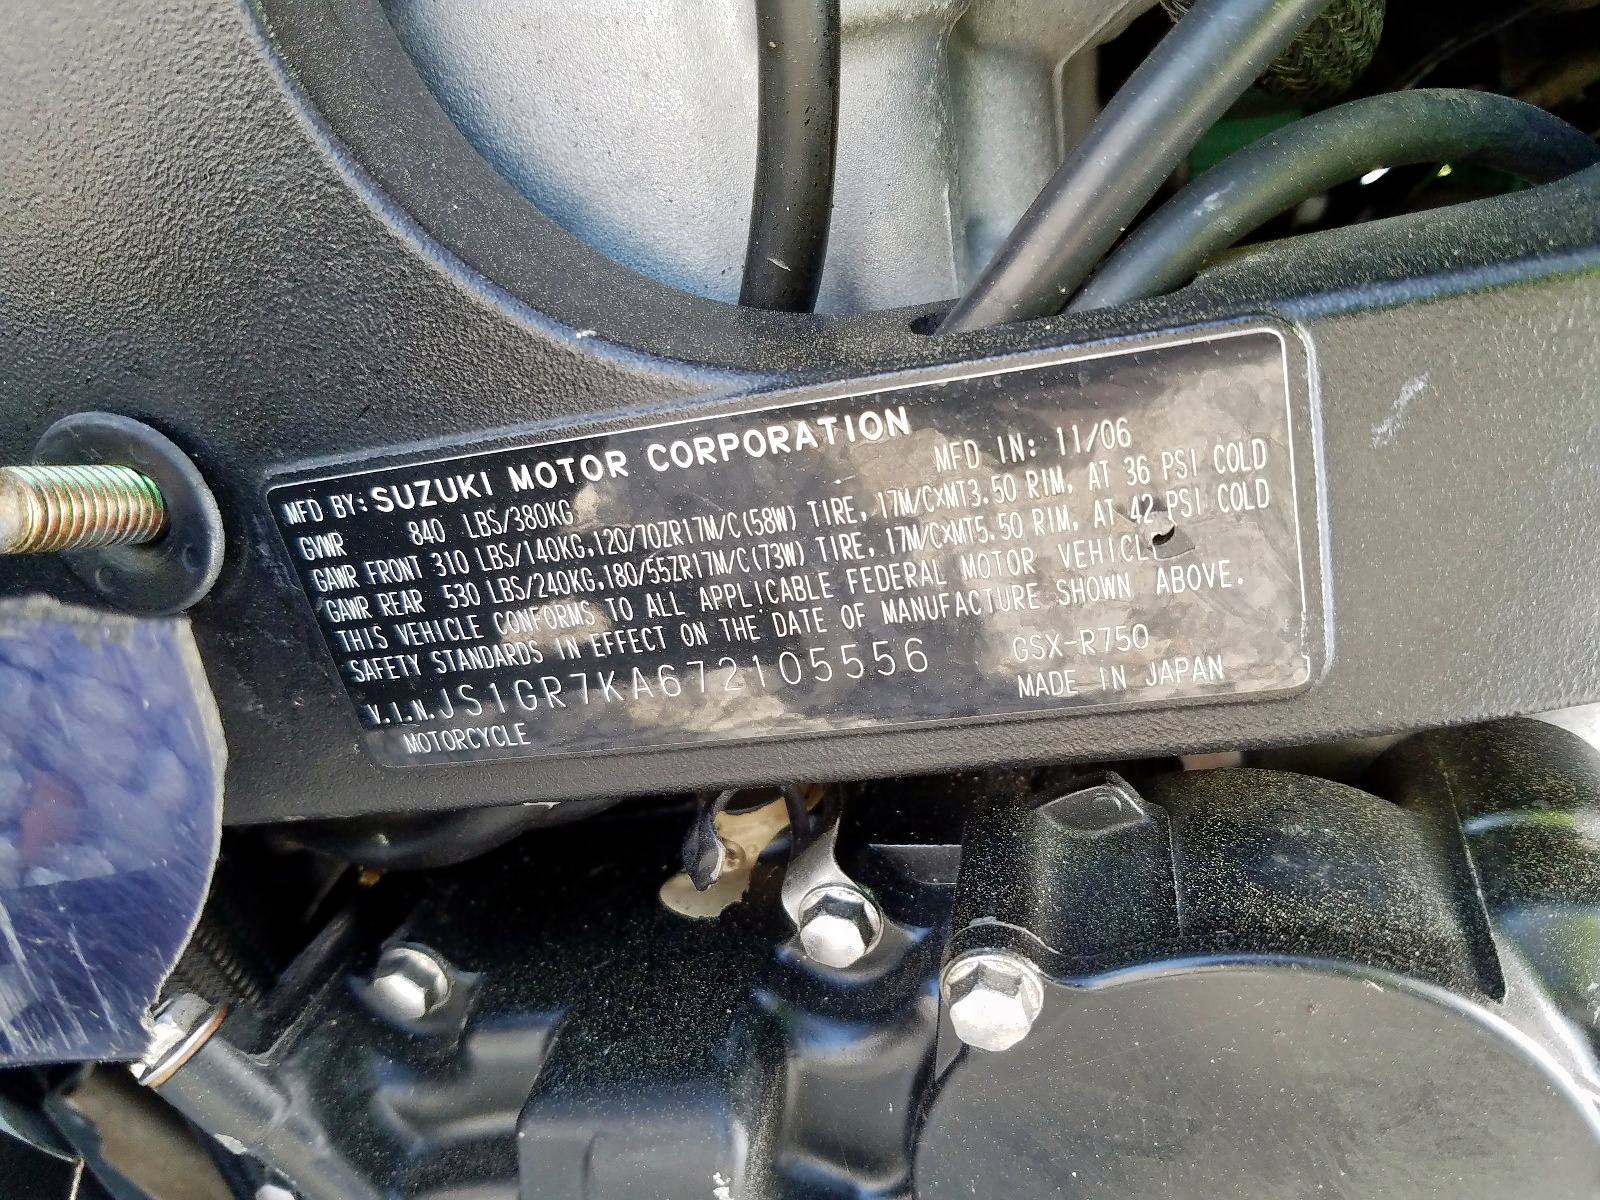 MFD BY: SUZUKI MOTOR CORPORATION
MFD IN: 11/06
GVWR 840 LBS/380KG
GAWR FRONT 310 LBS/140KG,120/70ZR17M/C(58W) TIRE, 17M/C×MT3.50 RIM, AT 36 PSI COLD
GAWR REAR 530 LBS/240KG,180/55ZR17M/C(73W) TIRE, 17M/C×MT5.50 RIM, AT 42 PSI COLD
THIS VEHICLE CONFORMS TO ALL APPLICABLE FEDERAL MOTOR VEHICLE
SAFETY STANDARDS IN EFFECT ON THE DATE OF MANUFACTURE SHOWN ABOVE.
V.I.N. JS1GR7KA672105556 GSX-R750
MOTORCYCLE MADE IN JAPAN